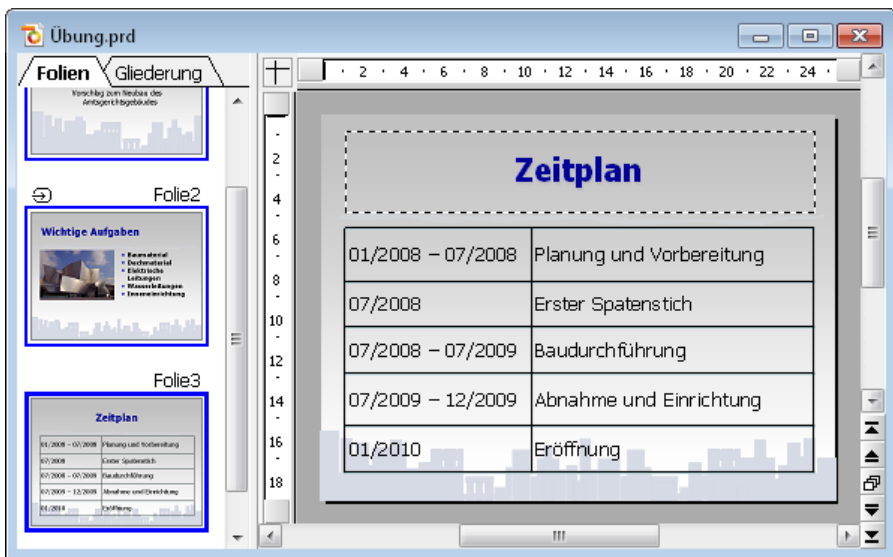 Übung.prd
Folien Gliederung
Vorschlag zum Neubau des
Amtsgerichtsgebäudes
Folie2
Wichtige Aufgaben
• Baumaterial
• Dachmaterial
• Elektrische
Leitungen
• Wasserleitungen
• Inneneinrichtung
Folie3
Zeitplan
01/2008 – 07/2008 Planung und Vorbereitung
07/2008 Erster Spatenstich
07/2008 – 07/2009 Baudurchführung
07/2009 – 12/2009 Abnahme und Einrichtung
01/2010 Eröffnung
2 4 6 8 10 12 14 16 18 20 22 24
2
4
6
8
10
12
14
16
18
Zeitplan
01/2008 – 07/2008 Planung und Vorbereitung
07/2008 Erster Spatenstich
07/2008 – 07/2009 Baudurchführung
07/2009 – 12/2009 Abnahme und Einrichtung
01/2010 Eröffnung